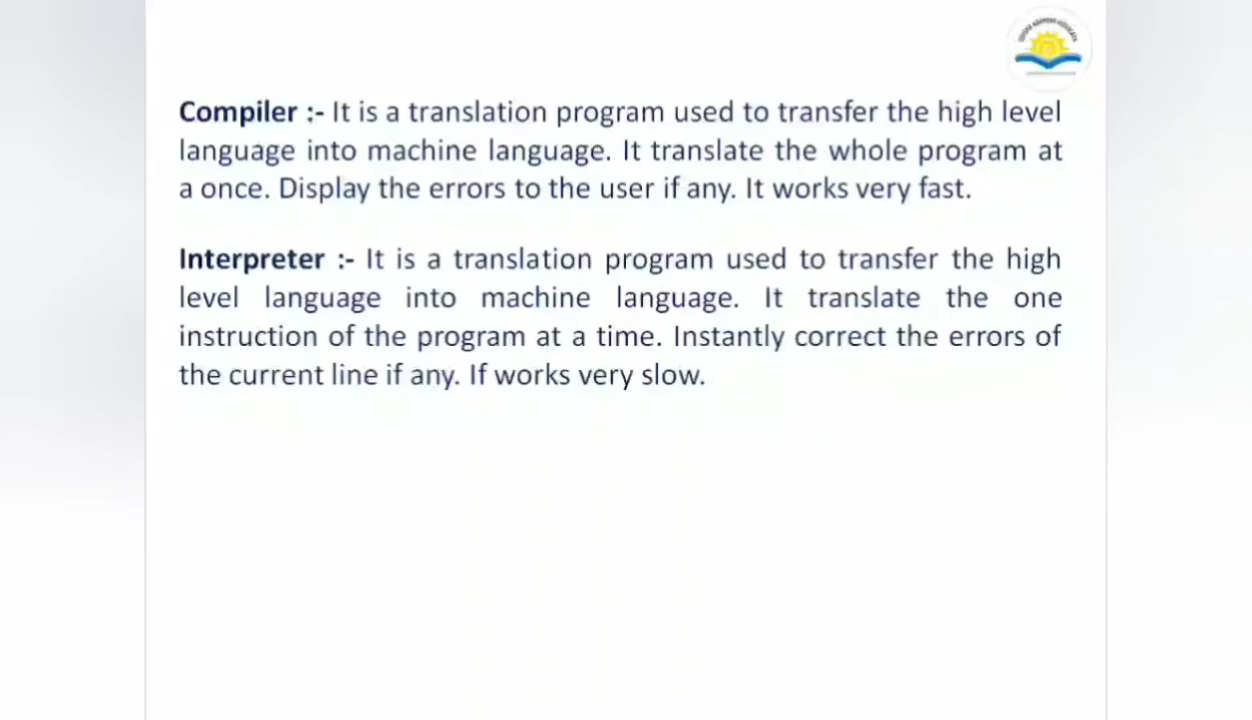 Compiler :- It is a translation program used to transfer the high level
language into machine language. It translate the whole program at
a once. Display the errors to the user if any. It works very fast.
Interpreter :- It is a translation program used to transfer the high
level language into machine language. It translate the one
instruction of the program at a time. Instantly correct the errors of
the current line if any. If works very slow.